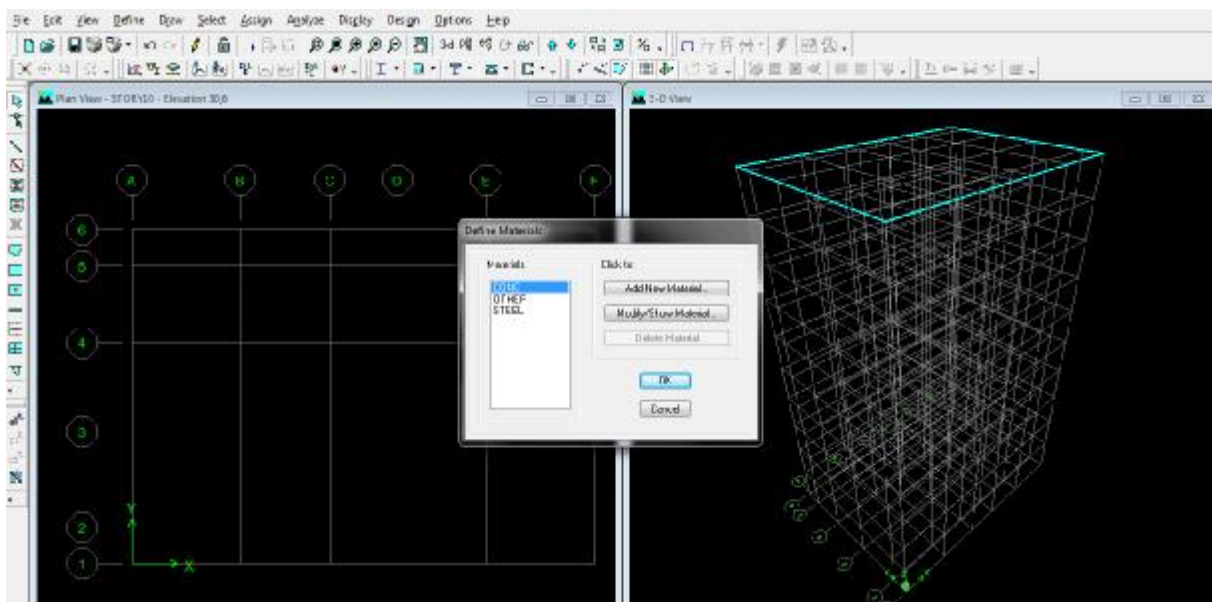 File Edit View Define Draw Select Assign Analyze Display Design Options Help
3-d
Plan View - STORY10 - Elevation 30,6
3-D View
A B C D E F
6
5
4
3
2
1
Y
X
Define Materials
Materials
Click to:
CONC
OTHER
STEEL
Add New Material...
Modify/Show Material...
Delete Material
OK
Cancel